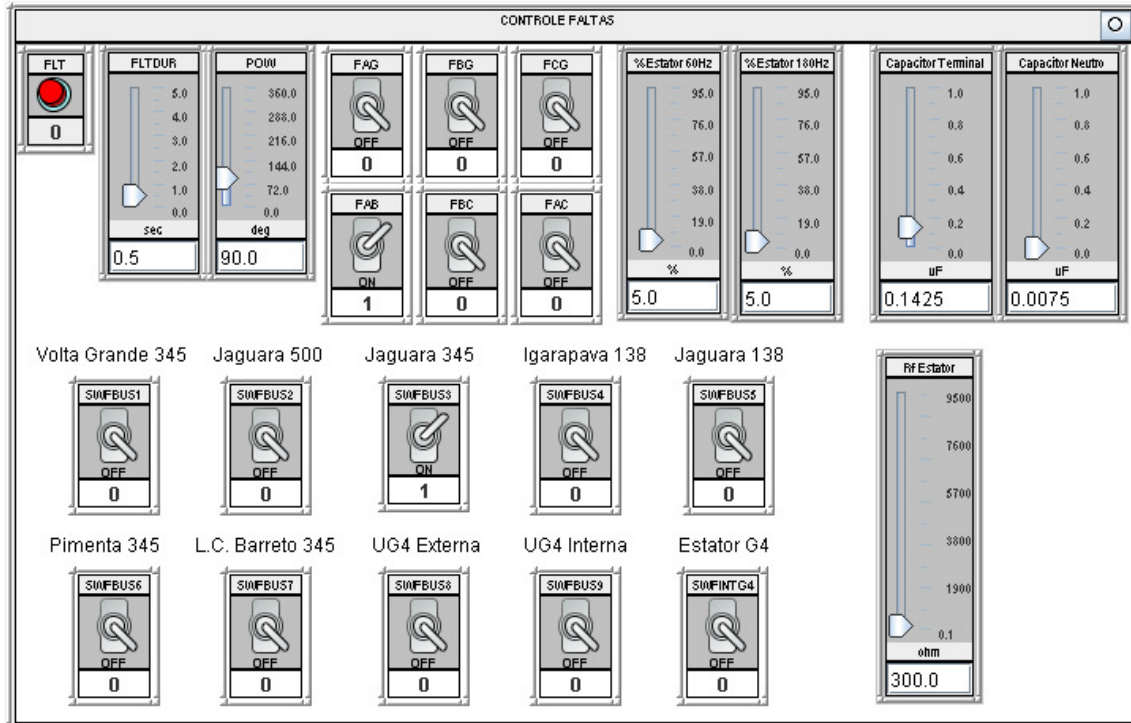 CONTROLE FALTAS
FLT
0
FLTDUR
5.0
4.0
3.0
2.0
1.0
0.0
sec
0.5
POW
360.0
288.0
216.0
144.0
72.0
0.0
deg
90.0
FAG
OFF
0
FBG
OFF
0
FCG
OFF
0
FAB
ON
1
FBC
OFF
0
FAC
OFF
0
%Estator 60Hz
95.0
76.0
57.0
38.0
19.0
0.0
%
5.0
%Estator 180Hz
95.0
76.0
57.0
38.0
19.0
0.0
%
5.0
Capacitor Terminal
1.0
0.8
0.6
0.4
0.2
0.0
uF
0.1425
Capacitor Neutro
1.0
0.8
0.6
0.4
0.2
0.0
uF
0.0075
Volta Grande 345
SWFBUS1
OFF
0
Jaguara 500
SWFBUS2
OFF
0
Jaguara 345
SWFBUS3
ON
1
Igarapava 138
SWFBUS4
OFF
0
Jaguara 138
SWFBUS5
OFF
0
Pimenta 345
SWFBUS6
OFF
0
L.C. Barreto 345
SWFBUS7
OFF
0
UG4 Externa
SWFBUS8
OFF
0
UG4 Interna
SWFBUS9
OFF
0
Estator G4
SWFINTG4
OFF
0
Rf Estator
9500
7600
5700
3800
1900
0.1
ohm
300.0